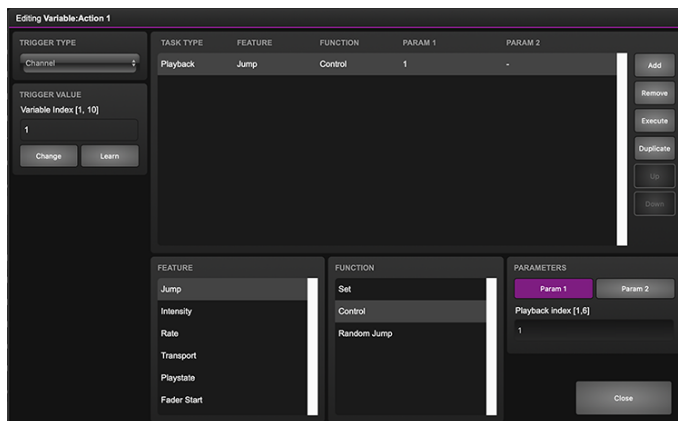 Editing Variable:Action 1
TRIGGER TYPE
Channel
TRIGGER VALUE
Variable Index [1, 10]
1
Change Learn
TASK TYPE FEATURE FUNCTION PARAM 1 PARAM 2
Playback Jump Control 1 -
Add
Remove
Execute
Duplicate
Up
Down
FEATURE
Jump
Intensity
Rate
Transport
Playstate
Fader Start
FUNCTION
Set
Control
Random Jump
PARAMETERS
Param 1 Param 2
Playback index [1,6]
1
Close